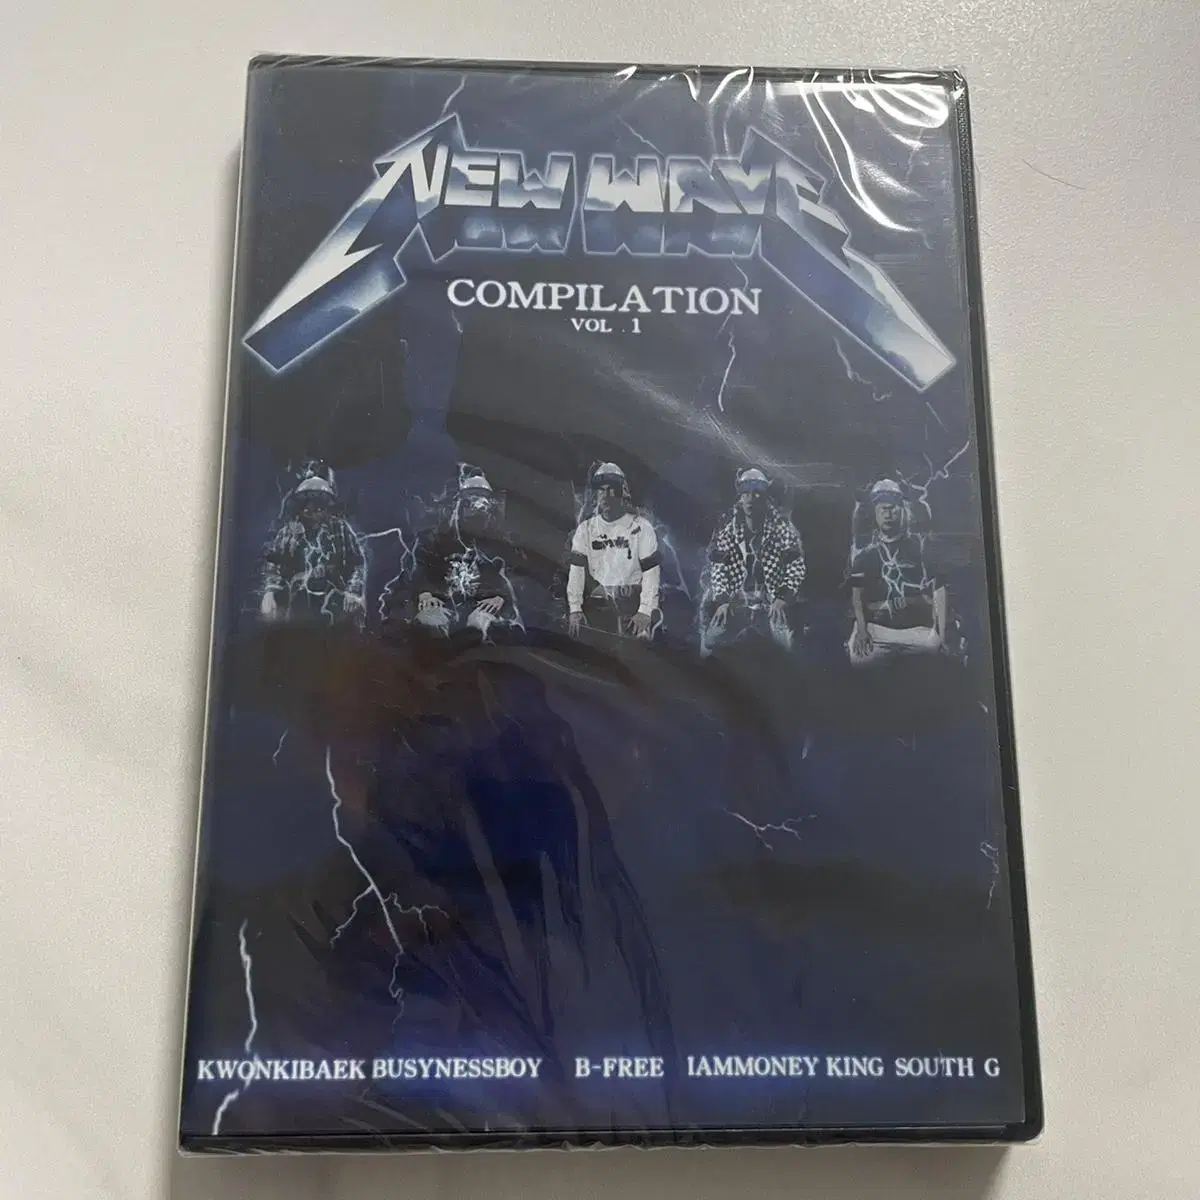 NEW WAVE
COMPILATION
VOL . 1
KWONKIBAEK BUSYNESSBOY B-FREE IAMMONEY KING SOUTH G